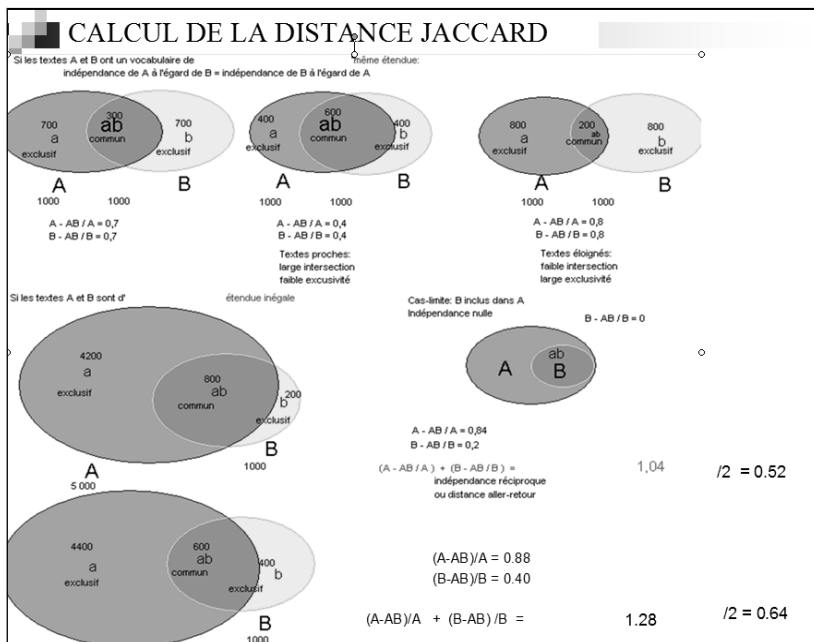 CALCUL DE LA DISTANCE JACCARD
Si les textes A et B ont un vocabulaire de même étendue:
indépendance de A à l'égard de B = indépendance de B à l'égard de A
700
a
exclusif
300
ab
commun
700
b
exclusif
A
B
1000 1000
A - AB / A = 0,7
B - AB / B = 0,7
400
a
exclusif
600
ab
commun
400
b
exclusif
A
B
1000 1000
A - AB / A = 0,4
B - AB / B = 0,4
Textes proches:
large intersection
faible excusivité
800
a
exclusif
200
ab
commun
800
b
exclusif
A
B
1000 1000
A - AB / A = 0,8
B - AB / B = 0,8
Textes éloignés:
faible intersection
large exclusivité
Si les textes A et B sont d' étendue inégale
4200
a
exclusif
800
ab
commun
200
b
exclusif
A
B
5 000
1000
Cas-limite: B inclus dans A
Indépendance nulle
B - AB / B = 0
A
ab
B
A - AB / A = 0,84
B - AB / B = 0,2
(A - AB / A ) + (B - AB / B ) = 1,04 /2 = 0.52
indépendance réciproque
ou distance aller-retour
4400
a
exclusif
600
ab
commun
400
b
exclusif
B
1000
(A-AB)/A = 0.88
(B-AB)/B = 0.40
(A-AB)/A + (B-AB) /B = 1.28 /2 = 0.64